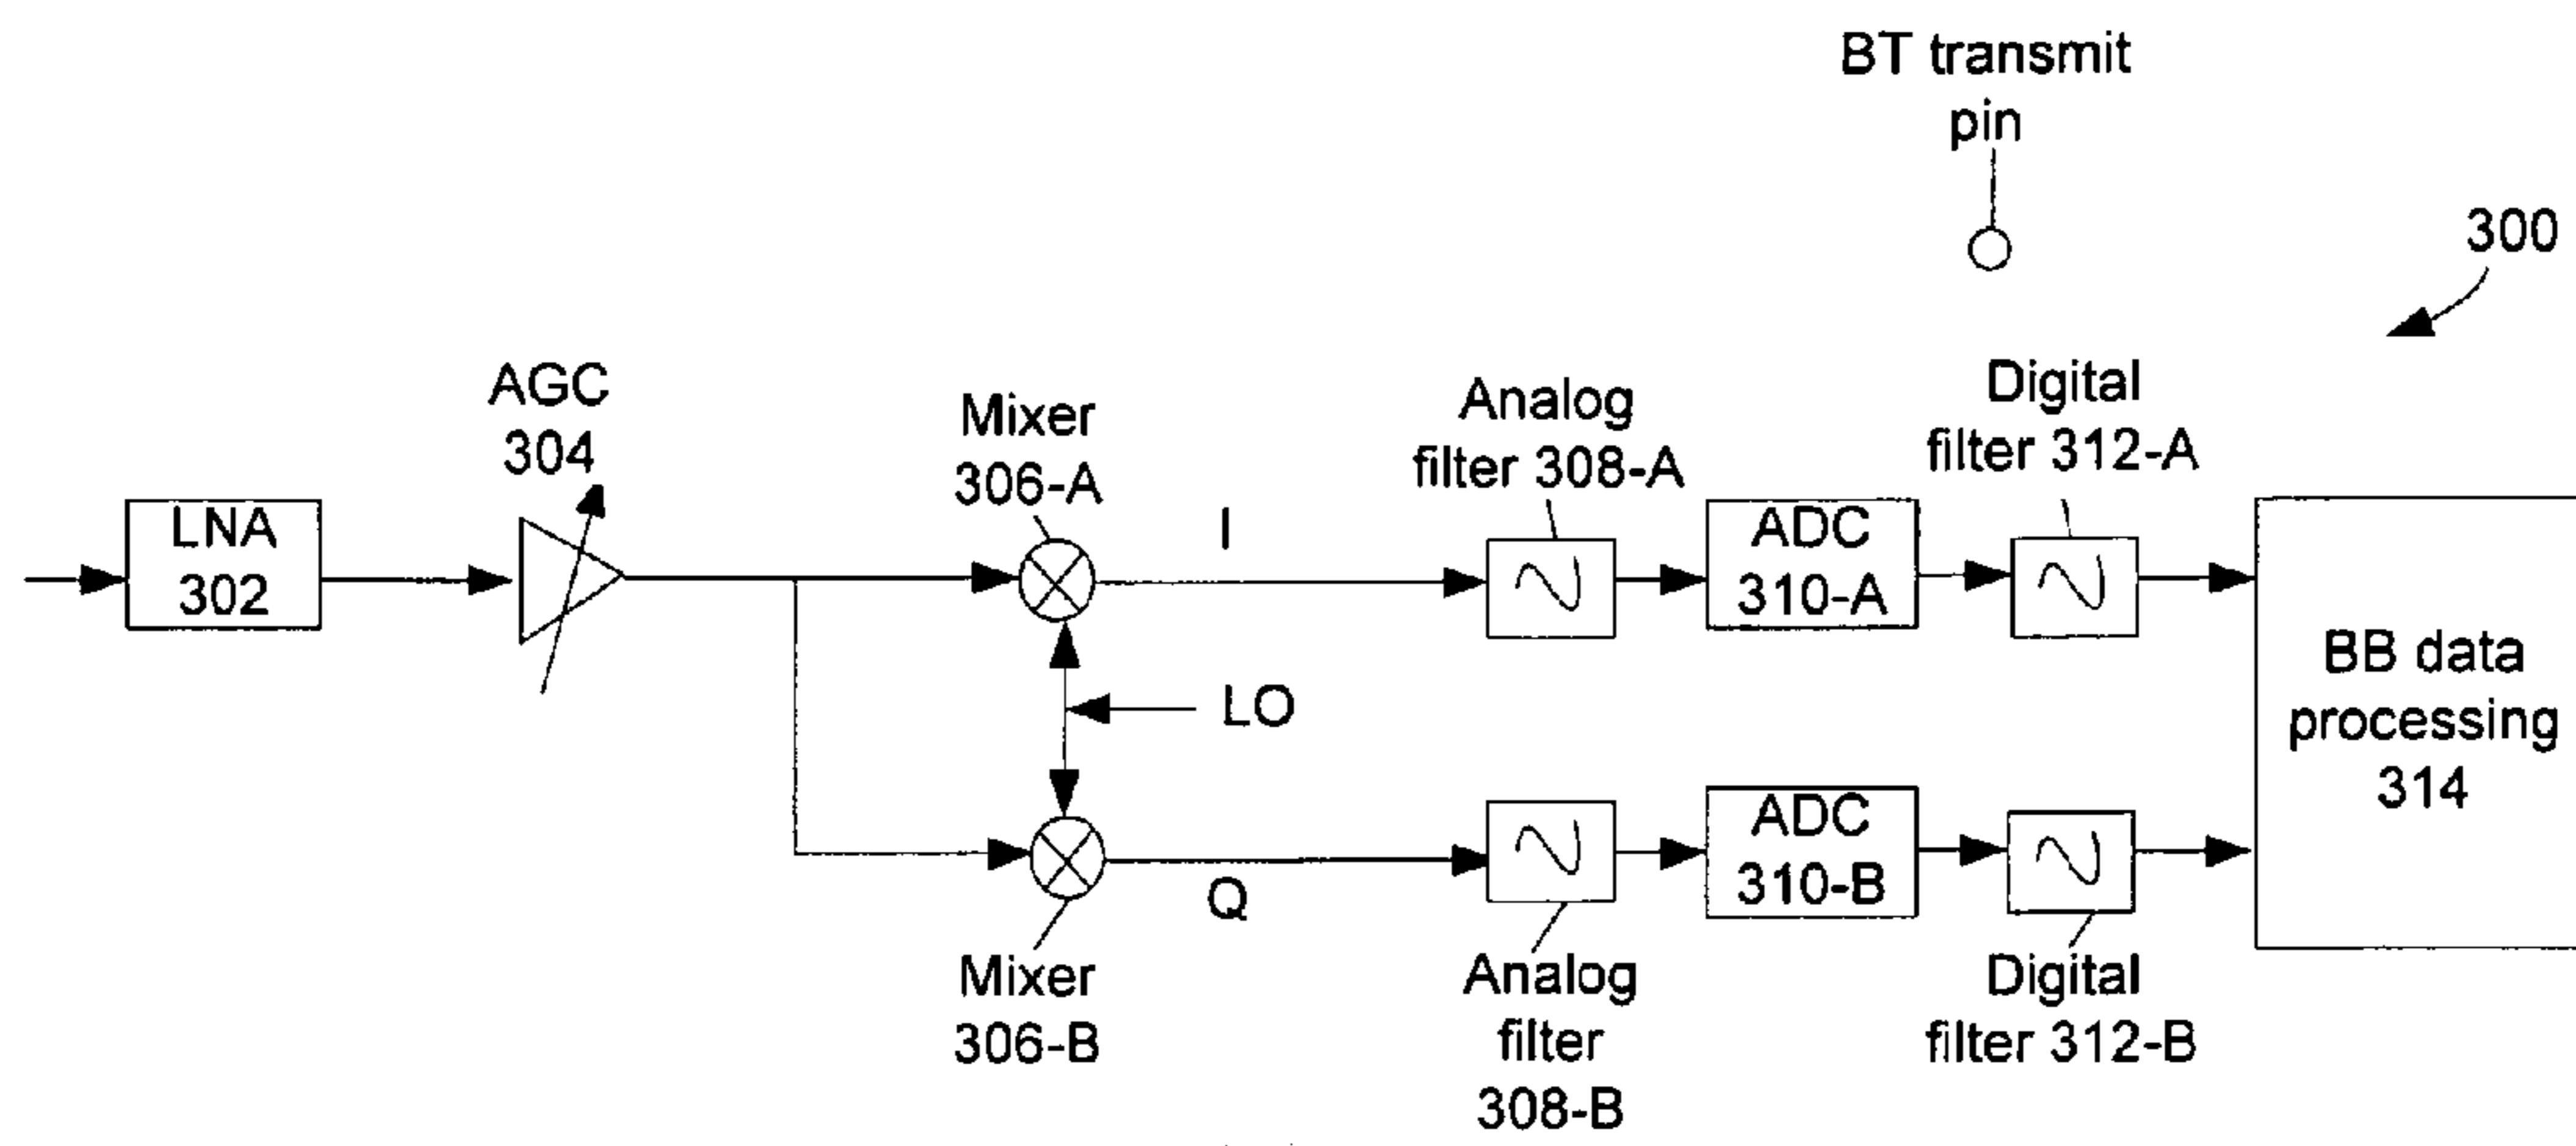 BT transmit
pin
300
AGC
304
Mixer
306-A
Analog
filter 308-A
Digital
filter 312-A
LNA
302
I
ADC
310-A
BB data
processing
314
LO
ADC
310-B
Q
Mixer
306-B
Analog
filter
308-B
Digital
filter 312-B